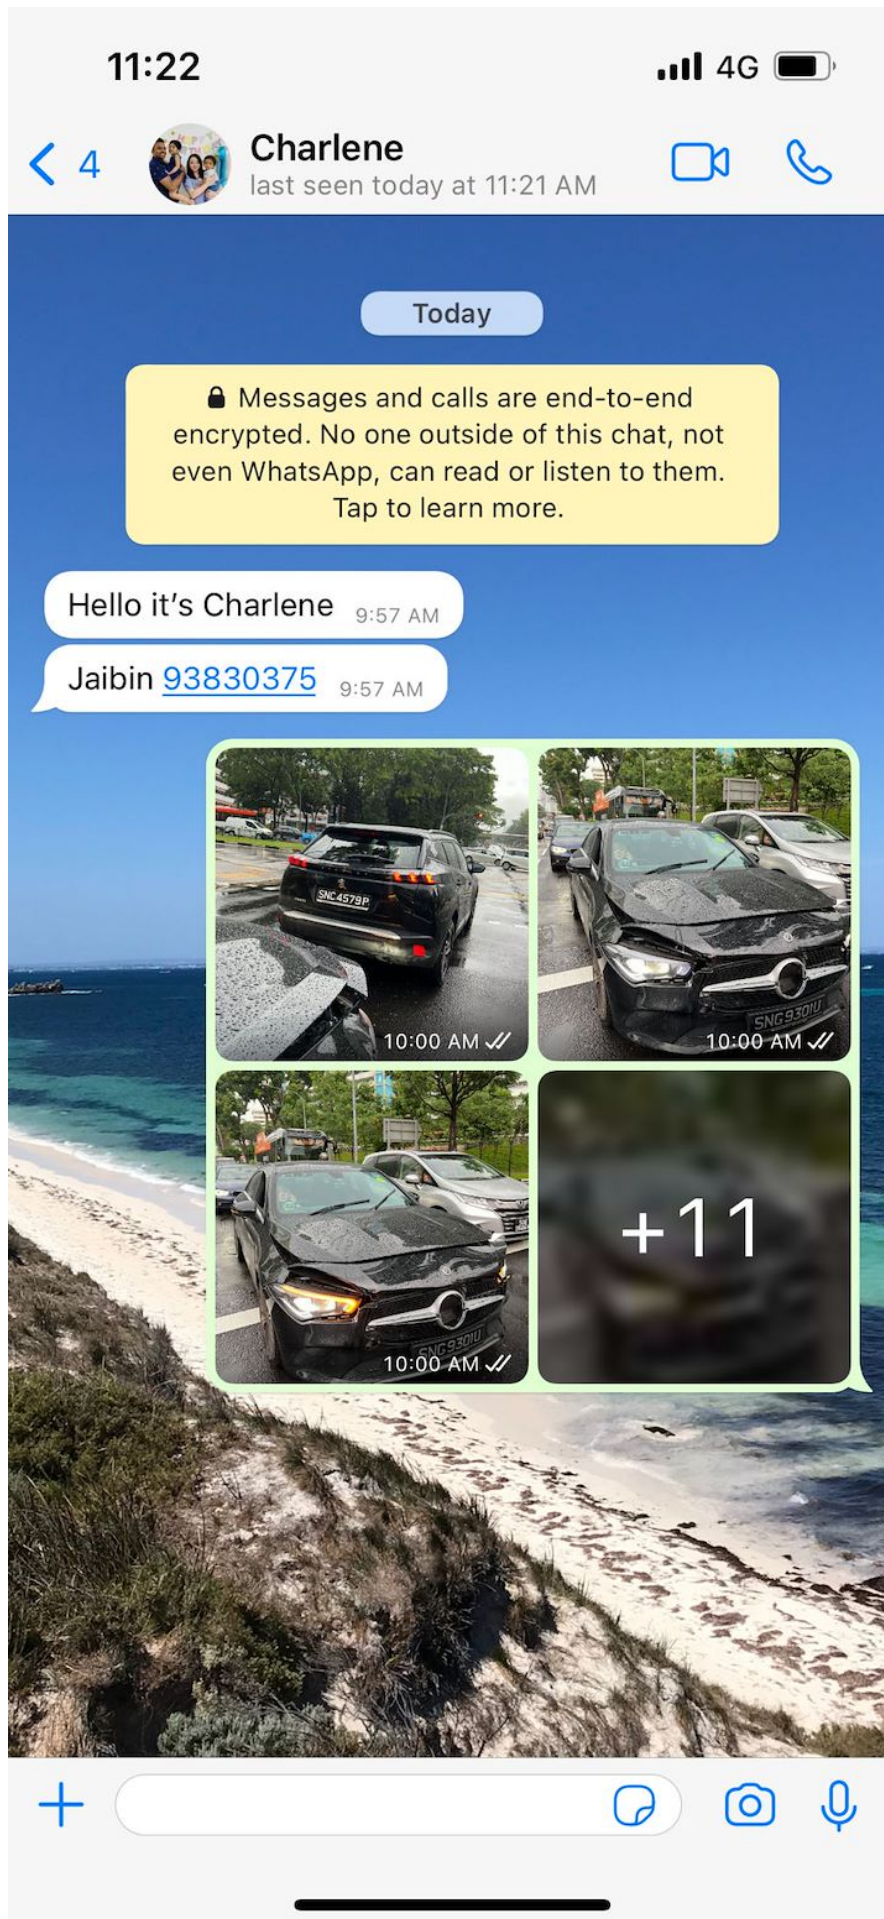 11:22
4G
4
Charlene
last seen today at 11:21 AM
Today
Messages and calls are end-to-end
encrypted. No one outside of this chat, not
even WhatsApp, can read or listen to them.
Tap to learn more.
Hello it's Charlene 9:57 AM
Jaibin 93830375 9:57 AM
SNC4579P
10:00 AM
SNG9301U
10:00 AM
SNG9301U
10:00 AM
+11